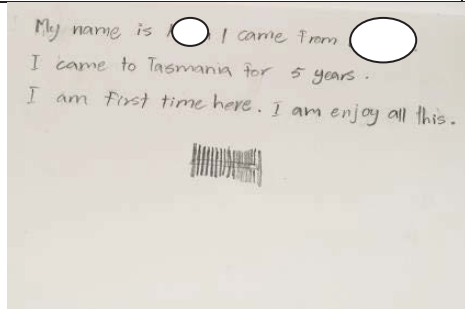 My name is I came from
I came to Tasmania for 5 years.
I am first time here. I am enjoy all this.